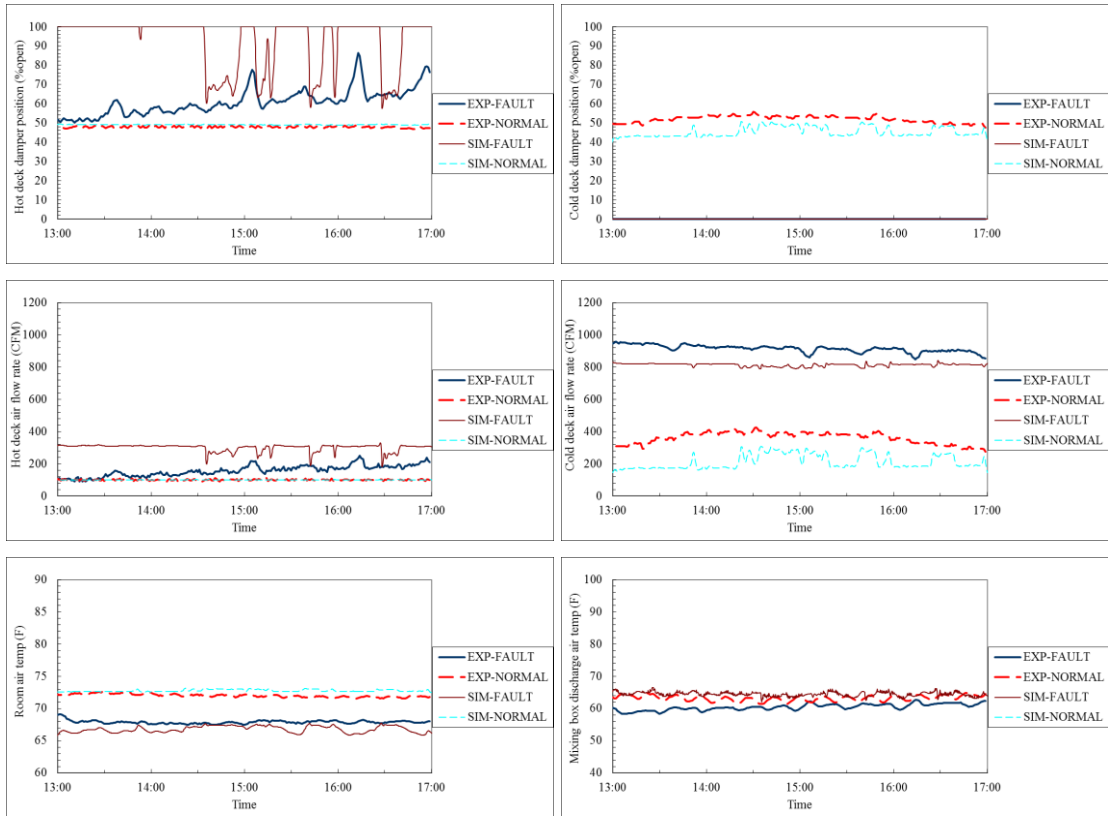 Hot deck damper position (%open)
100
90
80
70
60
50
40
30
20
10
0
13:00 14:00 15:00 16:00 17:00
Time
EXP-FAULT
EXP-NORMAL
SIM-FAULT
SIM-NORMAL
Cold deck damper position (%open)
100
90
80
70
60
50
40
30
20
10
0
13:00 14:00 15:00 16:00 17:00
Time
EXP-FAULT
EXP-NORMAL
SIM-FAULT
SIM-NORMAL
Hot deck air flow rate (CFM)
1200
1000
800
600
400
200
0
13:00 14:00 15:00 16:00 17:00
Time
EXP-FAULT
EXP-NORMAL
SIM-FAULT
SIM-NORMAL
Cold deck air flow rate (CFM)
1200
1000
800
600
400
200
0
13:00 14:00 15:00 16:00 17:00
Time
EXP-FAULT
EXP-NORMAL
SIM-FAULT
SIM-NORMAL
Room air temp (F)
90
85
80
75
70
65
60
13:00 14:00 15:00 16:00 17:00
Time
EXP-FAULT
EXP-NORMAL
SIM-FAULT
SIM-NORMAL
Mixing box discharge air temp (F)
100
90
80
70
60
50
40
13:00 14:00 15:00 16:00 17:00
Time
EXP-FAULT
EXP-NORMAL
SIM-FAULT
SIM-NORMAL